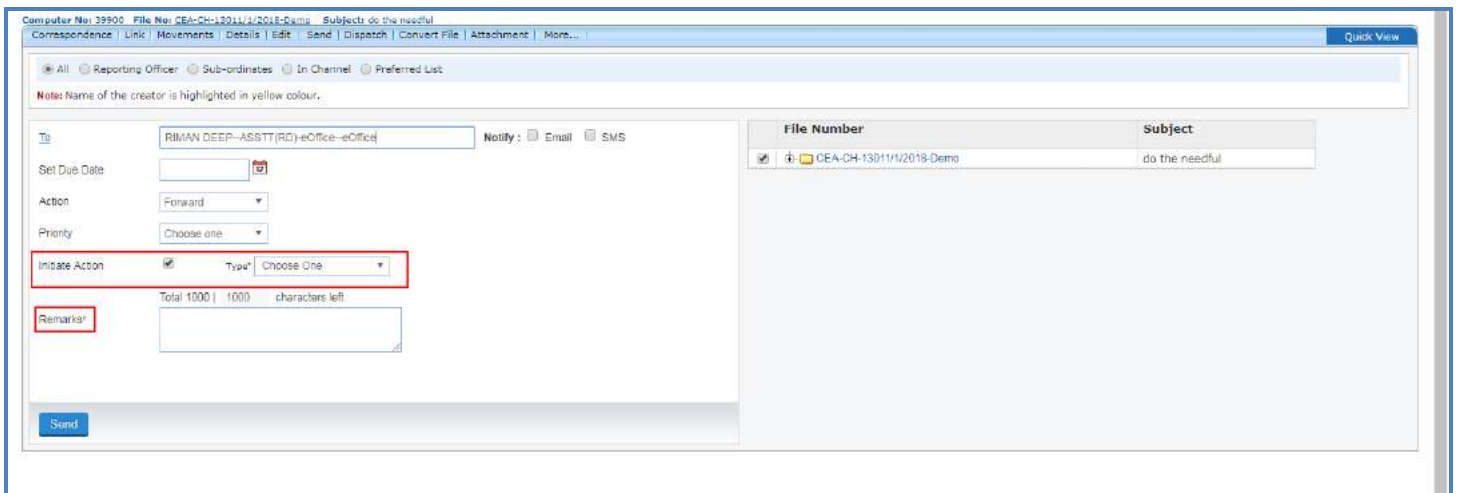 Computer No: 39900 File No: CEA-CH-13011/1/2018-Demo Subject: do the needful
Correspondence | Link | Movements | Details | Edit | Send | Dispatch | Convert File | Attachment | More... |
Quick View
All Reporting Officer Sub-ordinates In Channel Preferred List
Note: Name of the creator is highlighted in yellow colour.
To RIMAN DEEP--ASSTT(RD)-eOffice--eOffice Notify : Email SMS
Set Due Date
Action Forward
Priority Choose one
Initiate Action Type* Choose One
Total 1000 | 1000 characters left
Remarks*
Send
File Number Subject
CEA-CH-13011/1/2018-Demo do the needful